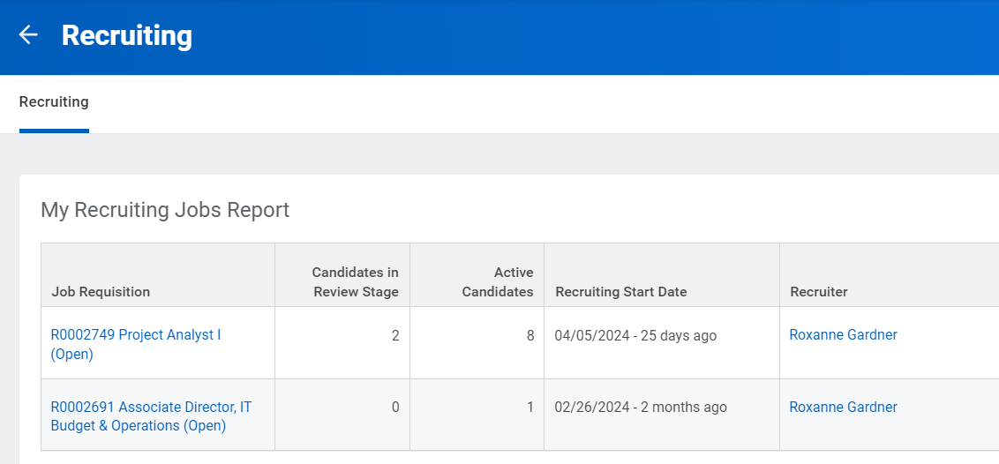 Recruiting
Recruiting
My Recruiting Jobs Report
Job Requisition
Candidates in
Review Stage
Active
Candidates
Recruiting Start Date
Recruiter
R0002749 Project Analyst I
(Open)
2
8
04/05/2024 - 25 days ago
Roxanne Gardner
R0002691 Associate Director, IT
Budget & Operations (Open)
0
1
02/26/2024 - 2 months ago
Roxanne Gardner